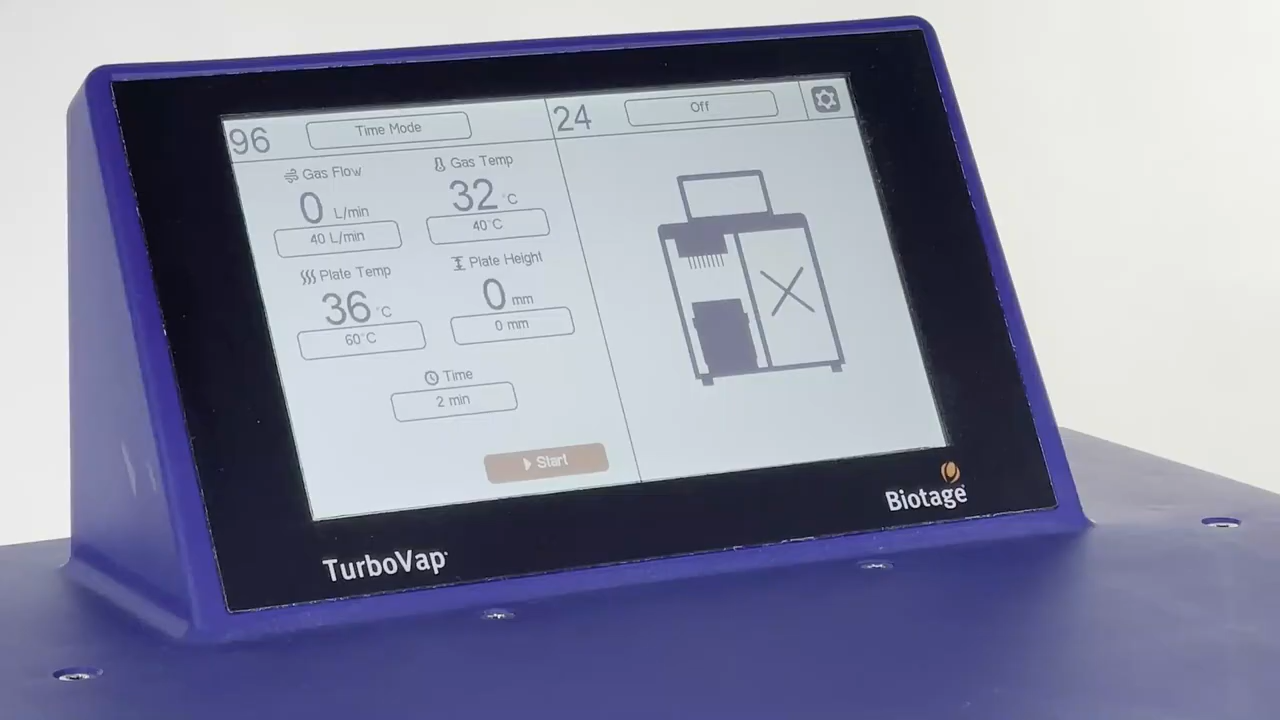 96 Time Mode 24 Off
Gas Flow Gas Temp
0 L/min 32 °C
40 L/min 40°C
Plate Temp Plate Height
36 °C 0 mm
60°C 0 mm
Time
2 min
Start
TurboVap
Biotage